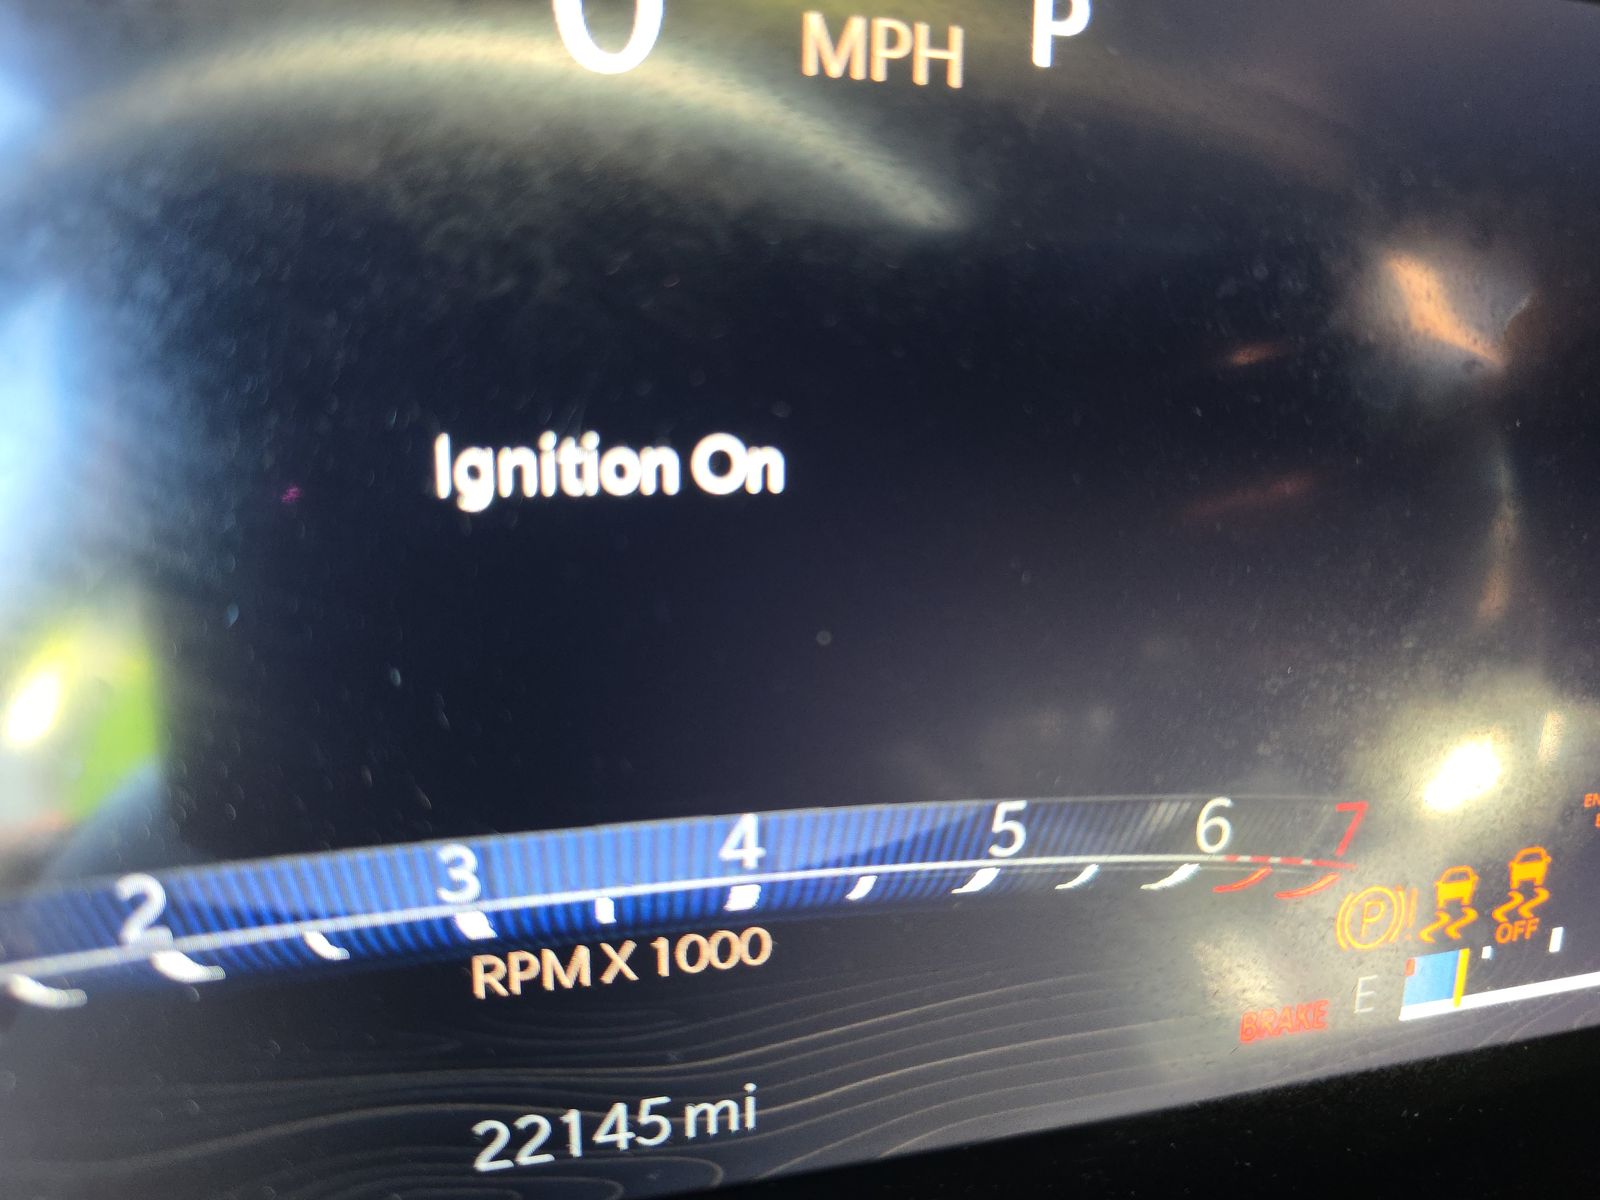 0 MPH P
Ignition On
2 3 4 5 6 7
RPM X 1000
P
OFF
BRAKE E
22145 mi